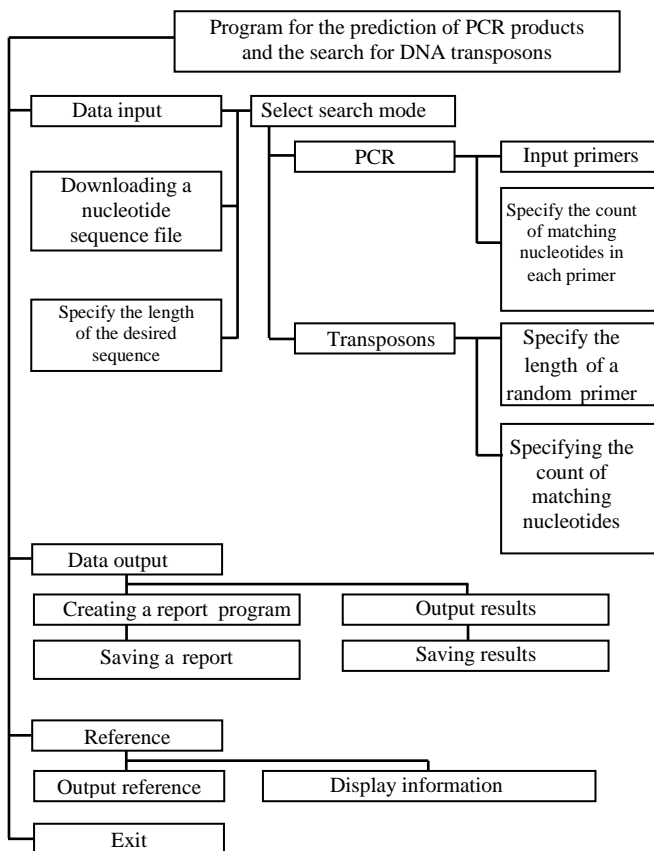 Program for the prediction of PCR products
and the search for DNA transposons
Data input
Select search mode
PCR
Input primers
Downloading a
nucleotide
sequence file
Specify the count
of matching
nucleotides in
each primer
Specify the length
of the desired
sequence
Transposons
Specify the
length of a
random primer
Specifying the
count of
matching
nucleotides
Data output
Creating a report program
Output results
Saving a report
Saving results
Reference
Output reference
Display information
Exit